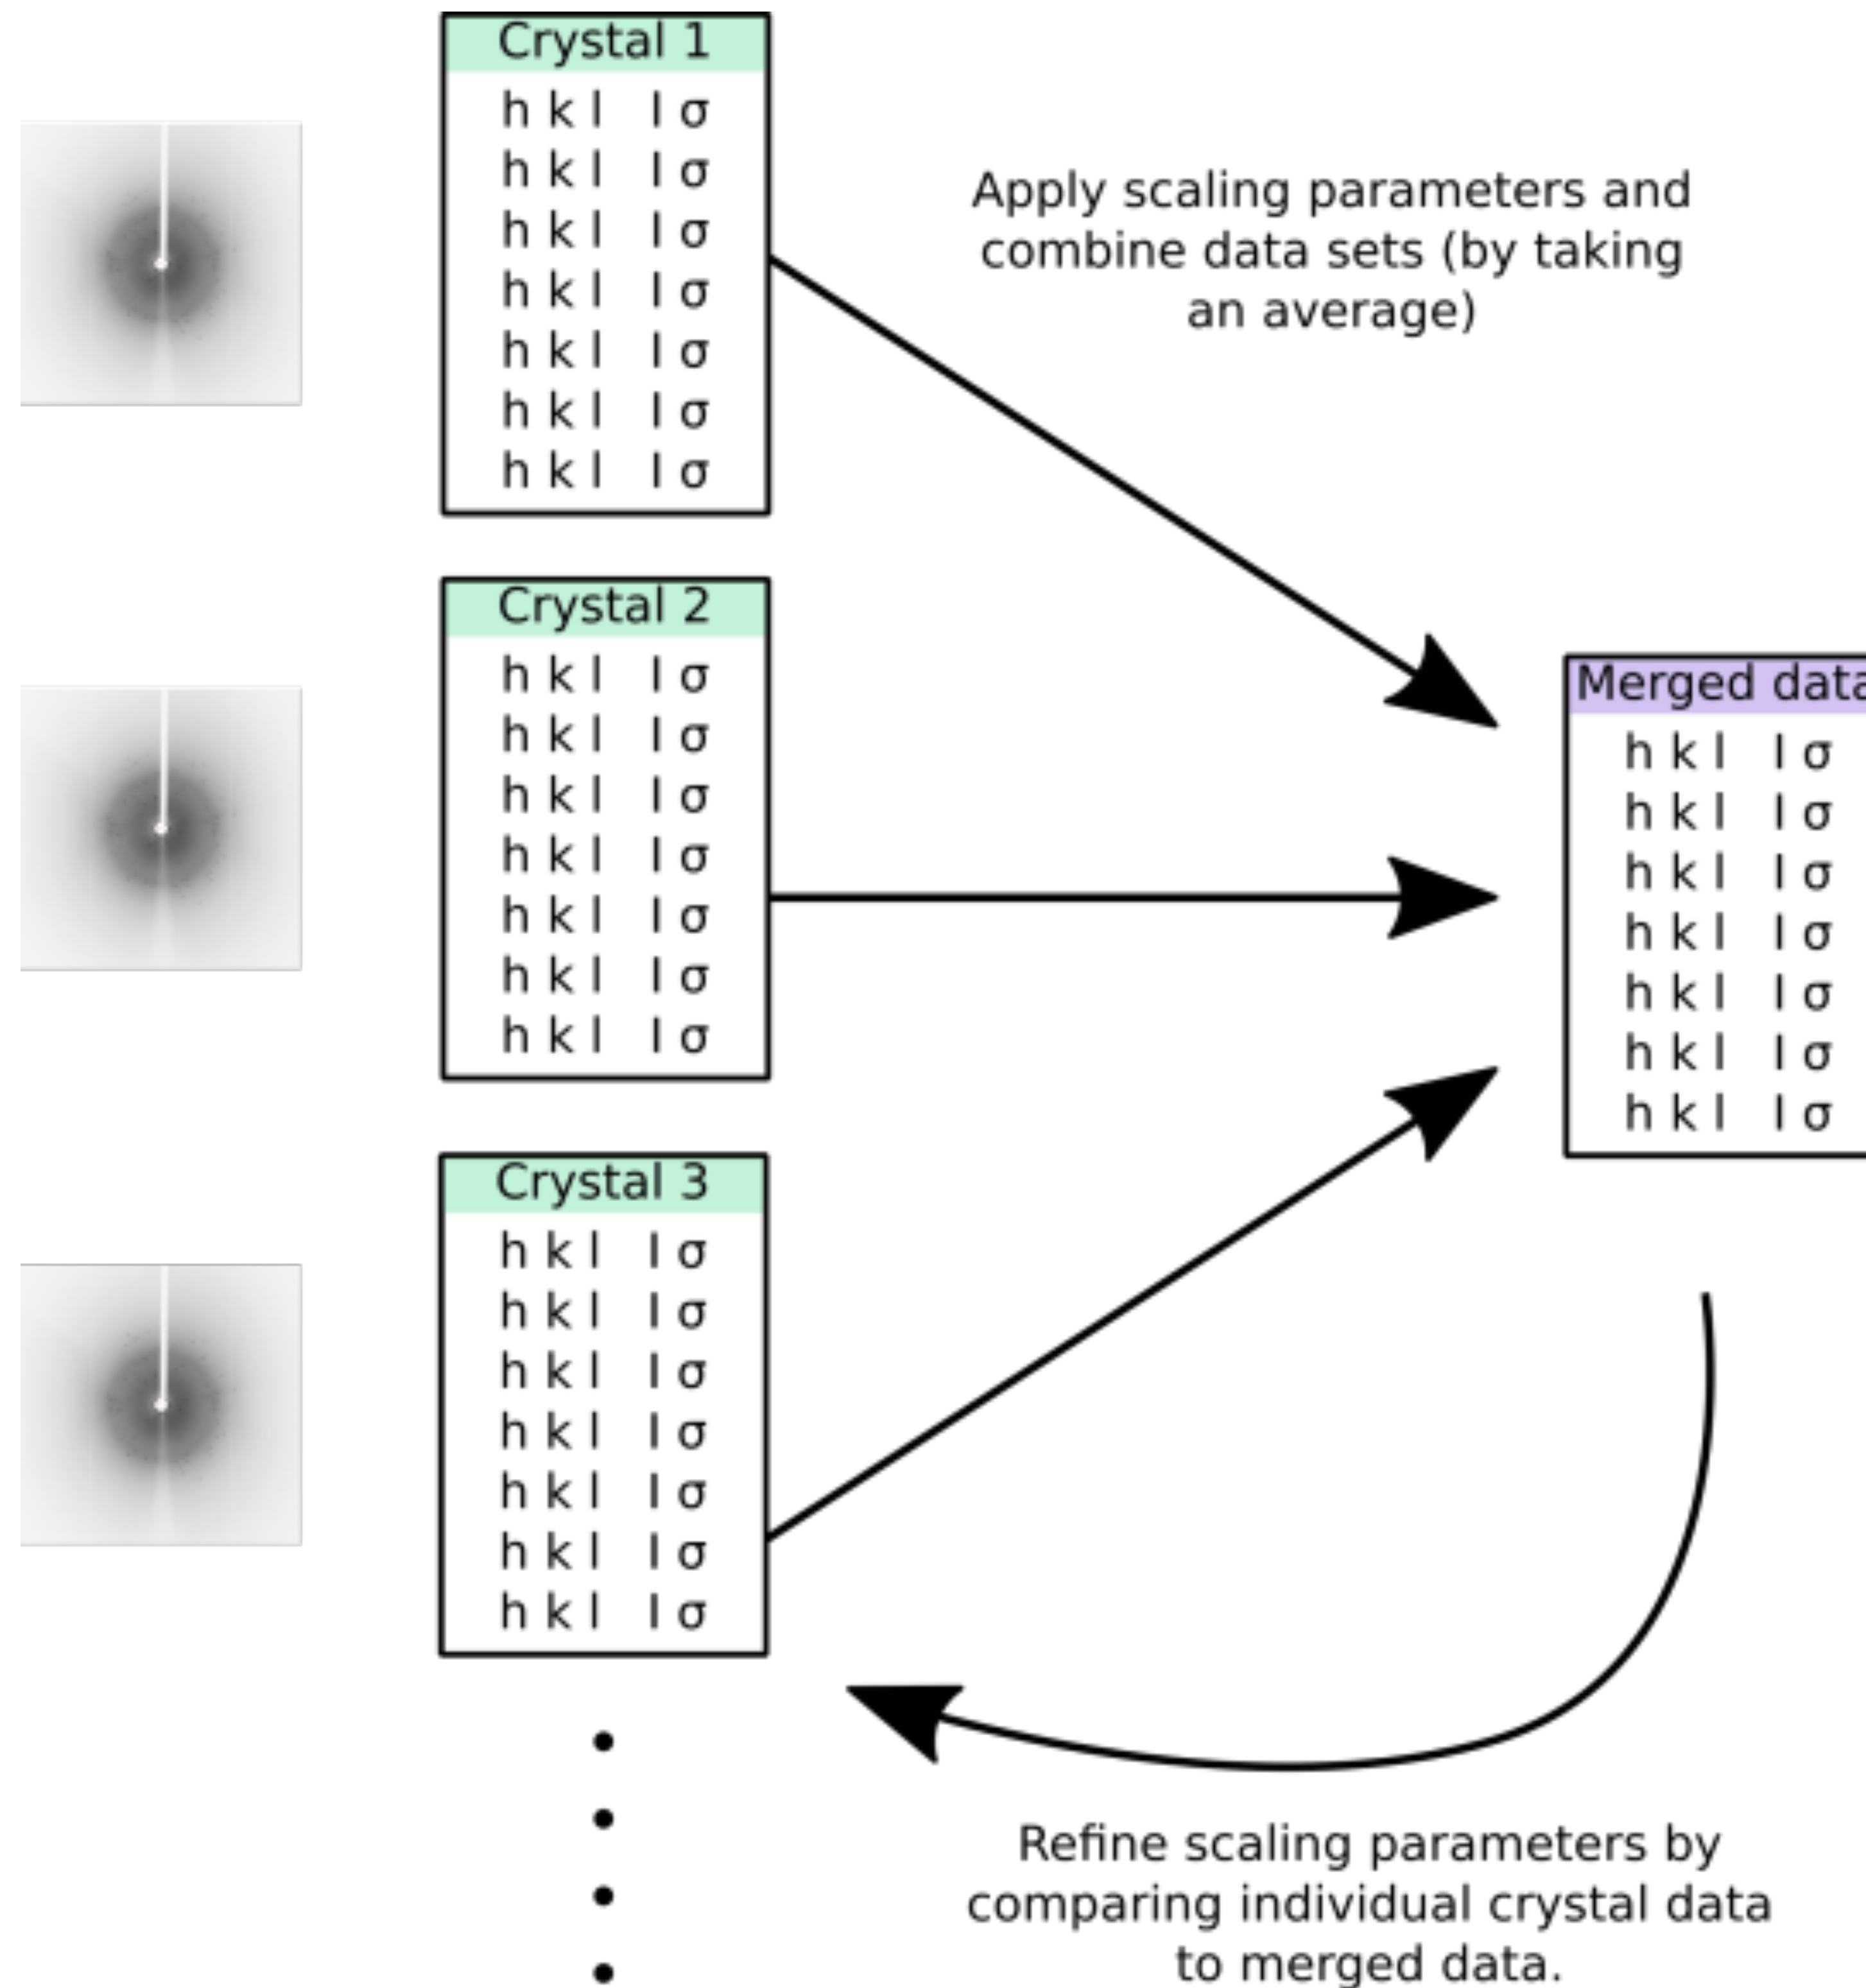 Crystal 1
h k l I σ
h k l I σ
h k l I σ
h k l I σ
h k l I σ
h k l I σ
h k l I σ
Apply scaling parameters and
combine data sets (by taking
an average)
Crystal 2
h k l I σ
h k l I σ
h k l I σ
h k l I σ
h k l I σ
h k l I σ
h k l I σ
Merged data
h k l I σ
h k l I σ
h k l I σ
h k l I σ
h k l I σ
h k l I σ
h k l I σ
Crystal 3
h k l I σ
h k l I σ
h k l I σ
h k l I σ
h k l I σ
h k l I σ
h k l I σ
Refine scaling parameters by
comparing individual crystal data
to merged data.